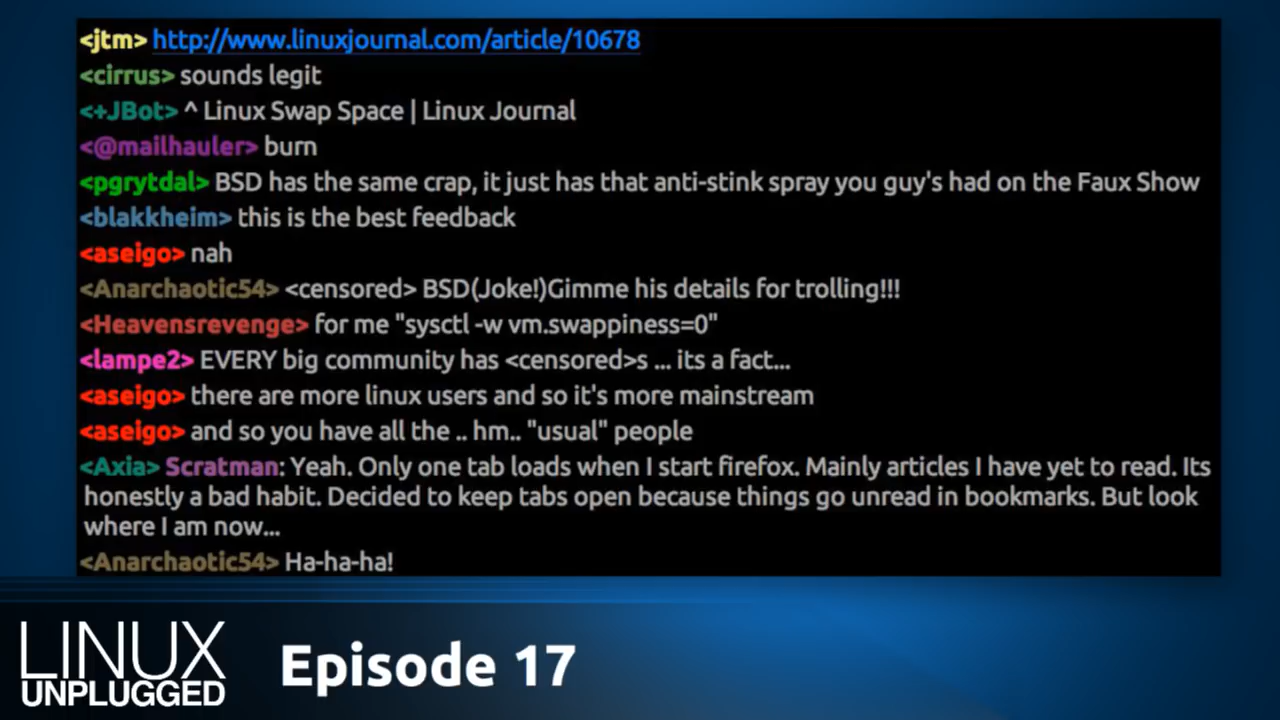 <jtm> http://www.linuxjournal.com/article/10678
<cirrus> sounds legit
<+JBot> ^ Linux Swap Space | Linux Journal
<@mailhauler> burn
<pgrytdal> BSD has the same crap, it just has that anti-stink spray you guy's had on the Faux Show
<blakkheim> this is the best feedback
<aseigo> nah
<Anarchaotic54> <censored> BSD(Joke!)Gimme his details for trolling!!!
<Heavensrevenge> for me "sysctl -w vm.swappiness=0"
<lampe2> EVERY big community has <censored>s ... its a fact...
<aseigo> there are more linux users and so it's more mainstream
<aseigo> and so you have all the .. hm.. "usual" people
<Axia> Scratman: Yeah. Only one tab loads when I start firefox. Mainly articles I have yet to read. Its
honestly a bad habit. Decided to keep tabs open because things go unread in bookmarks. But look
where I am now...
<Anarchaotic54> Ha-ha-ha!
LINUX
UNPLUGGED
Episode 17